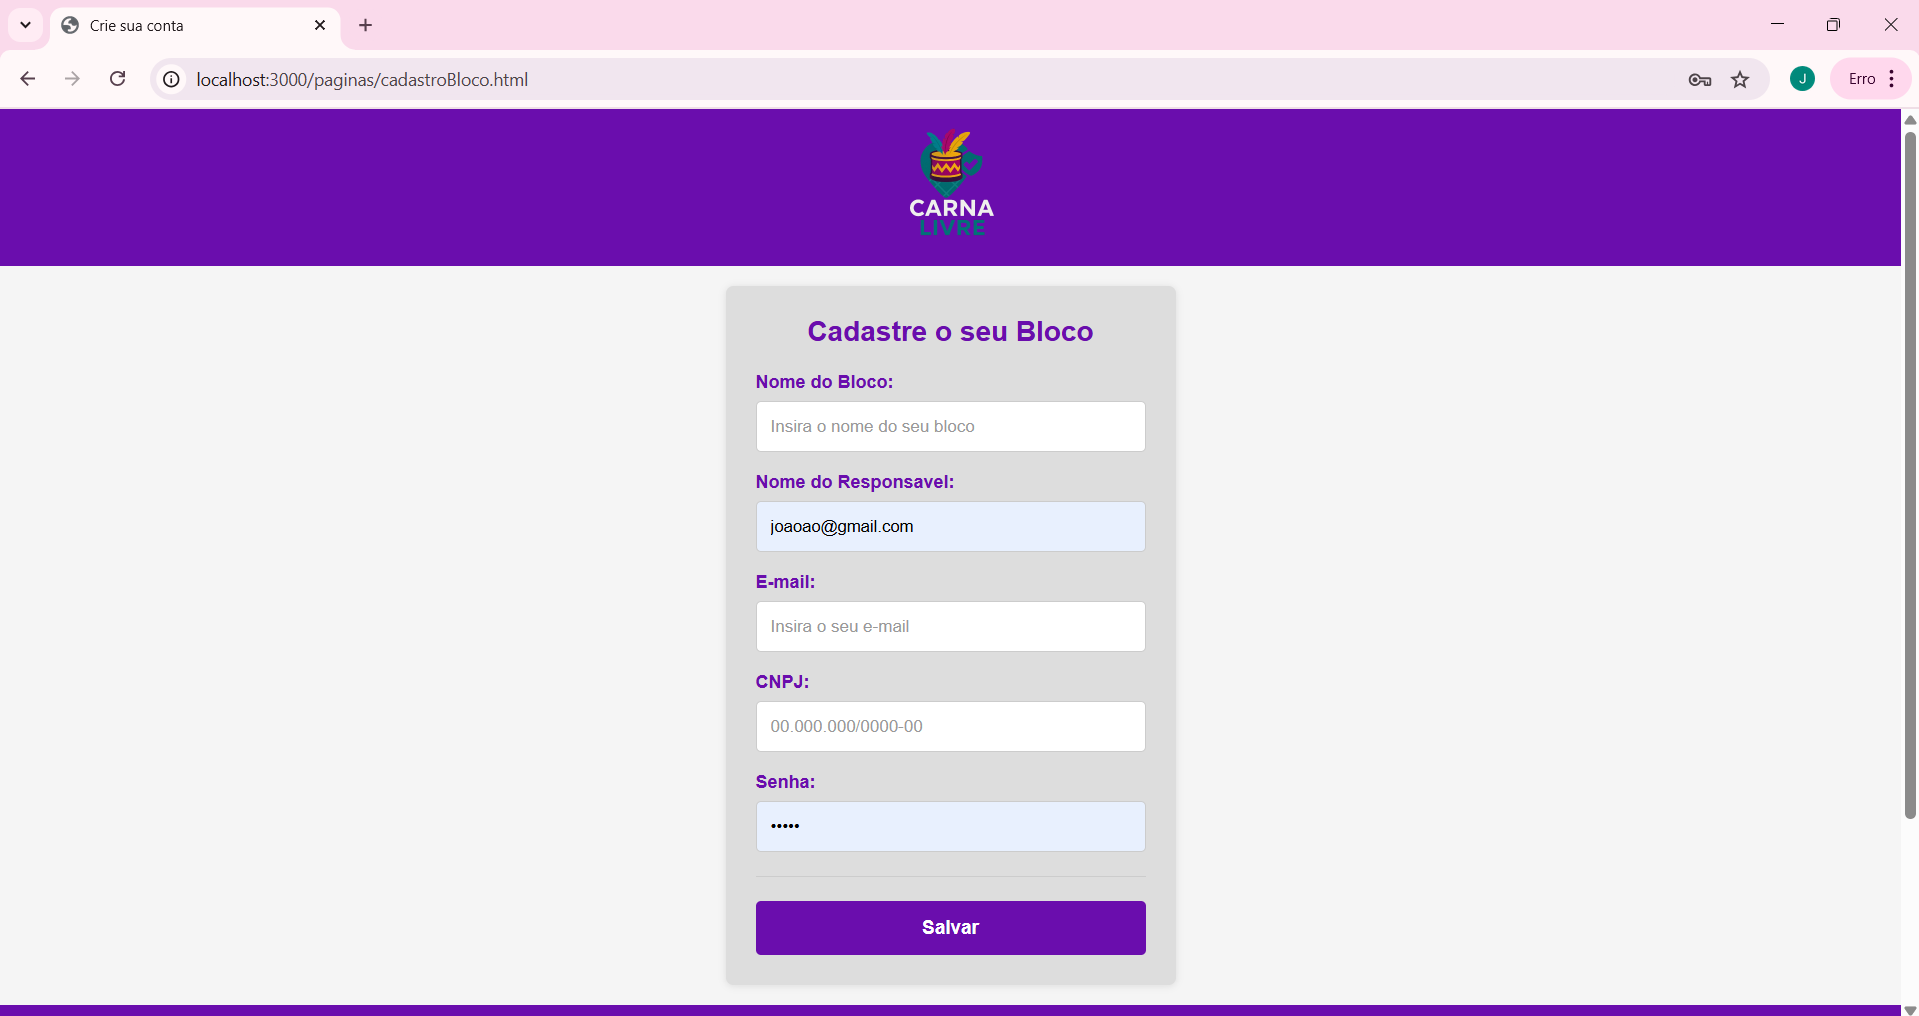 Crie sua conta
localhost:3000/paginas/cadastroBloco.html
J
Erro
CARNA
LIVRE
Cadastre o seu Bloco
Nome do Bloco:
Insira o nome do seu bloco
Nome do Responsavel:
joaoao@gmail.com
E-mail:
Insira o seu e-mail
CNPJ:
00.000.000/0000-00
Senha:
•••••
Salvar